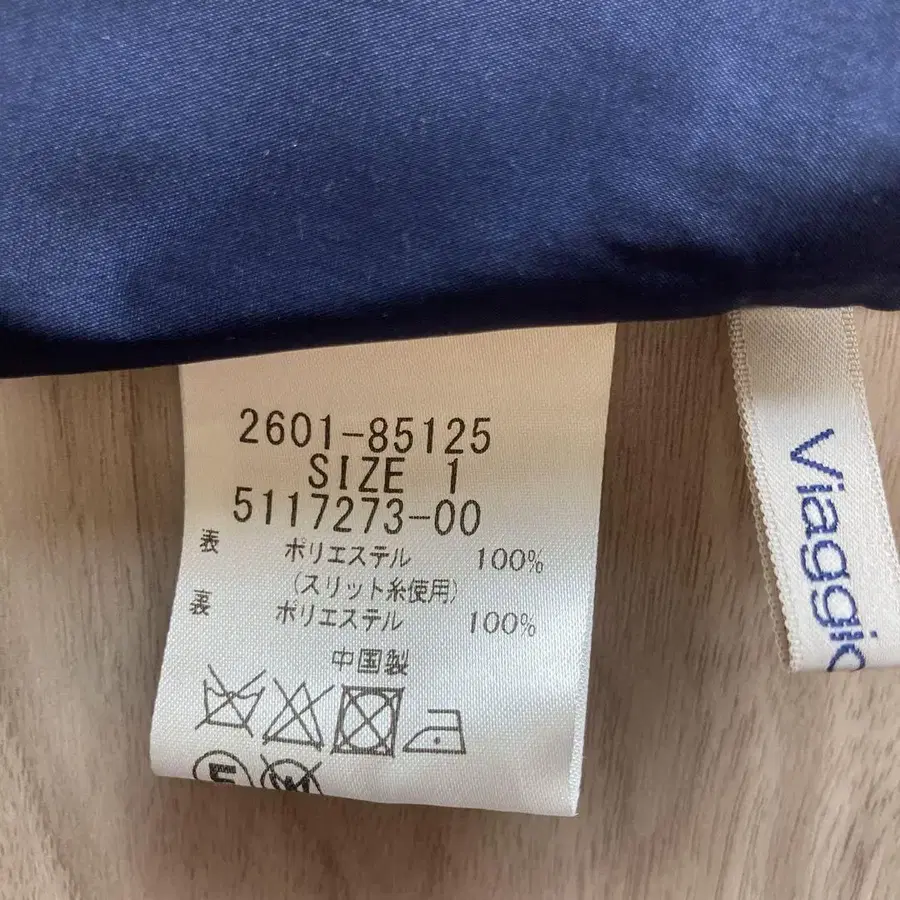 2601-85125
SIZE 1
5117273-00
表 ポリエステル 100%
(スリット糸使用)
裏 ポリエステル 100%
中国製
Viaggio